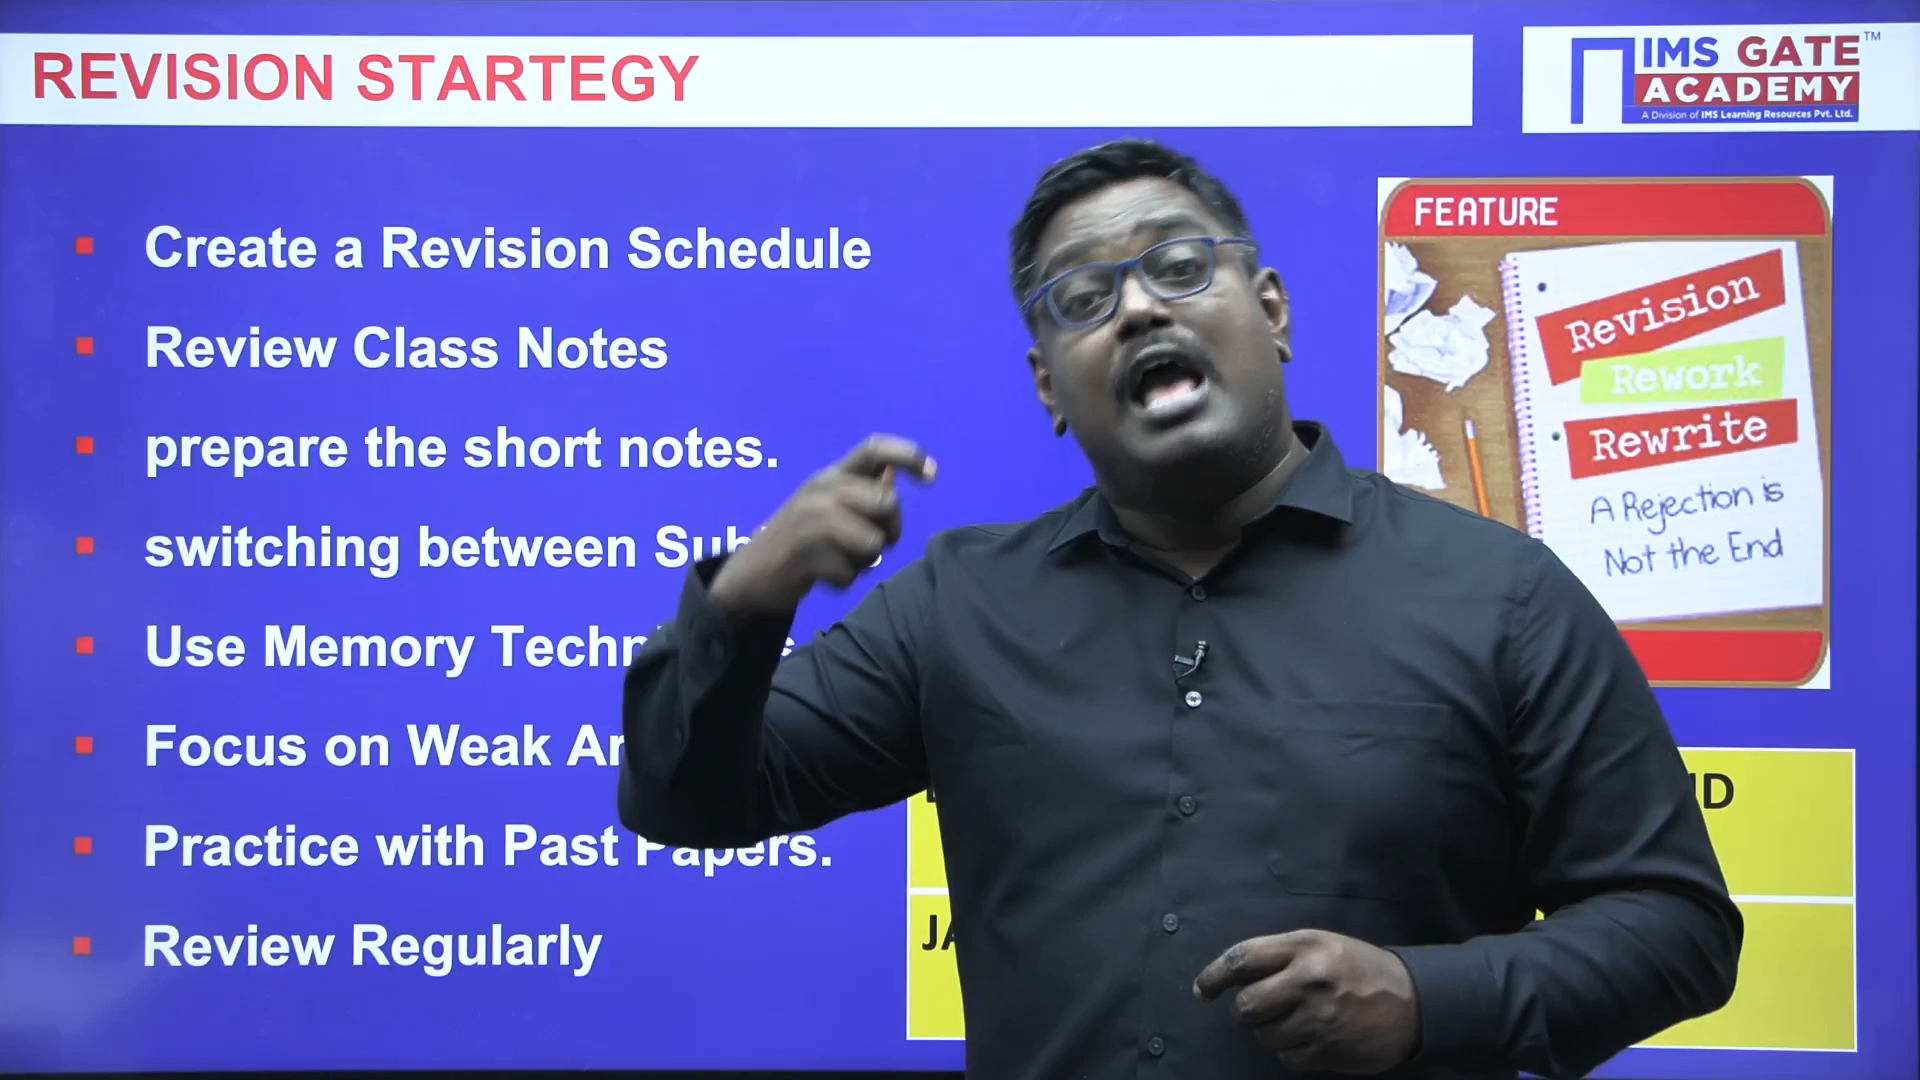 REVISION STARTEGY
IMS GATE
TM
ACADEMY
A Division of IMS Learning Resources Pvt. Ltd.
Create a Revision Schedule
Review Class Notes
prepare the short notes.
switching between
Use Memory
Focus on Weak
Practice with Past Papers.
Review Regularly
FEATURE
Revision
Rework
Rewrite
A Rejection is
Not the End